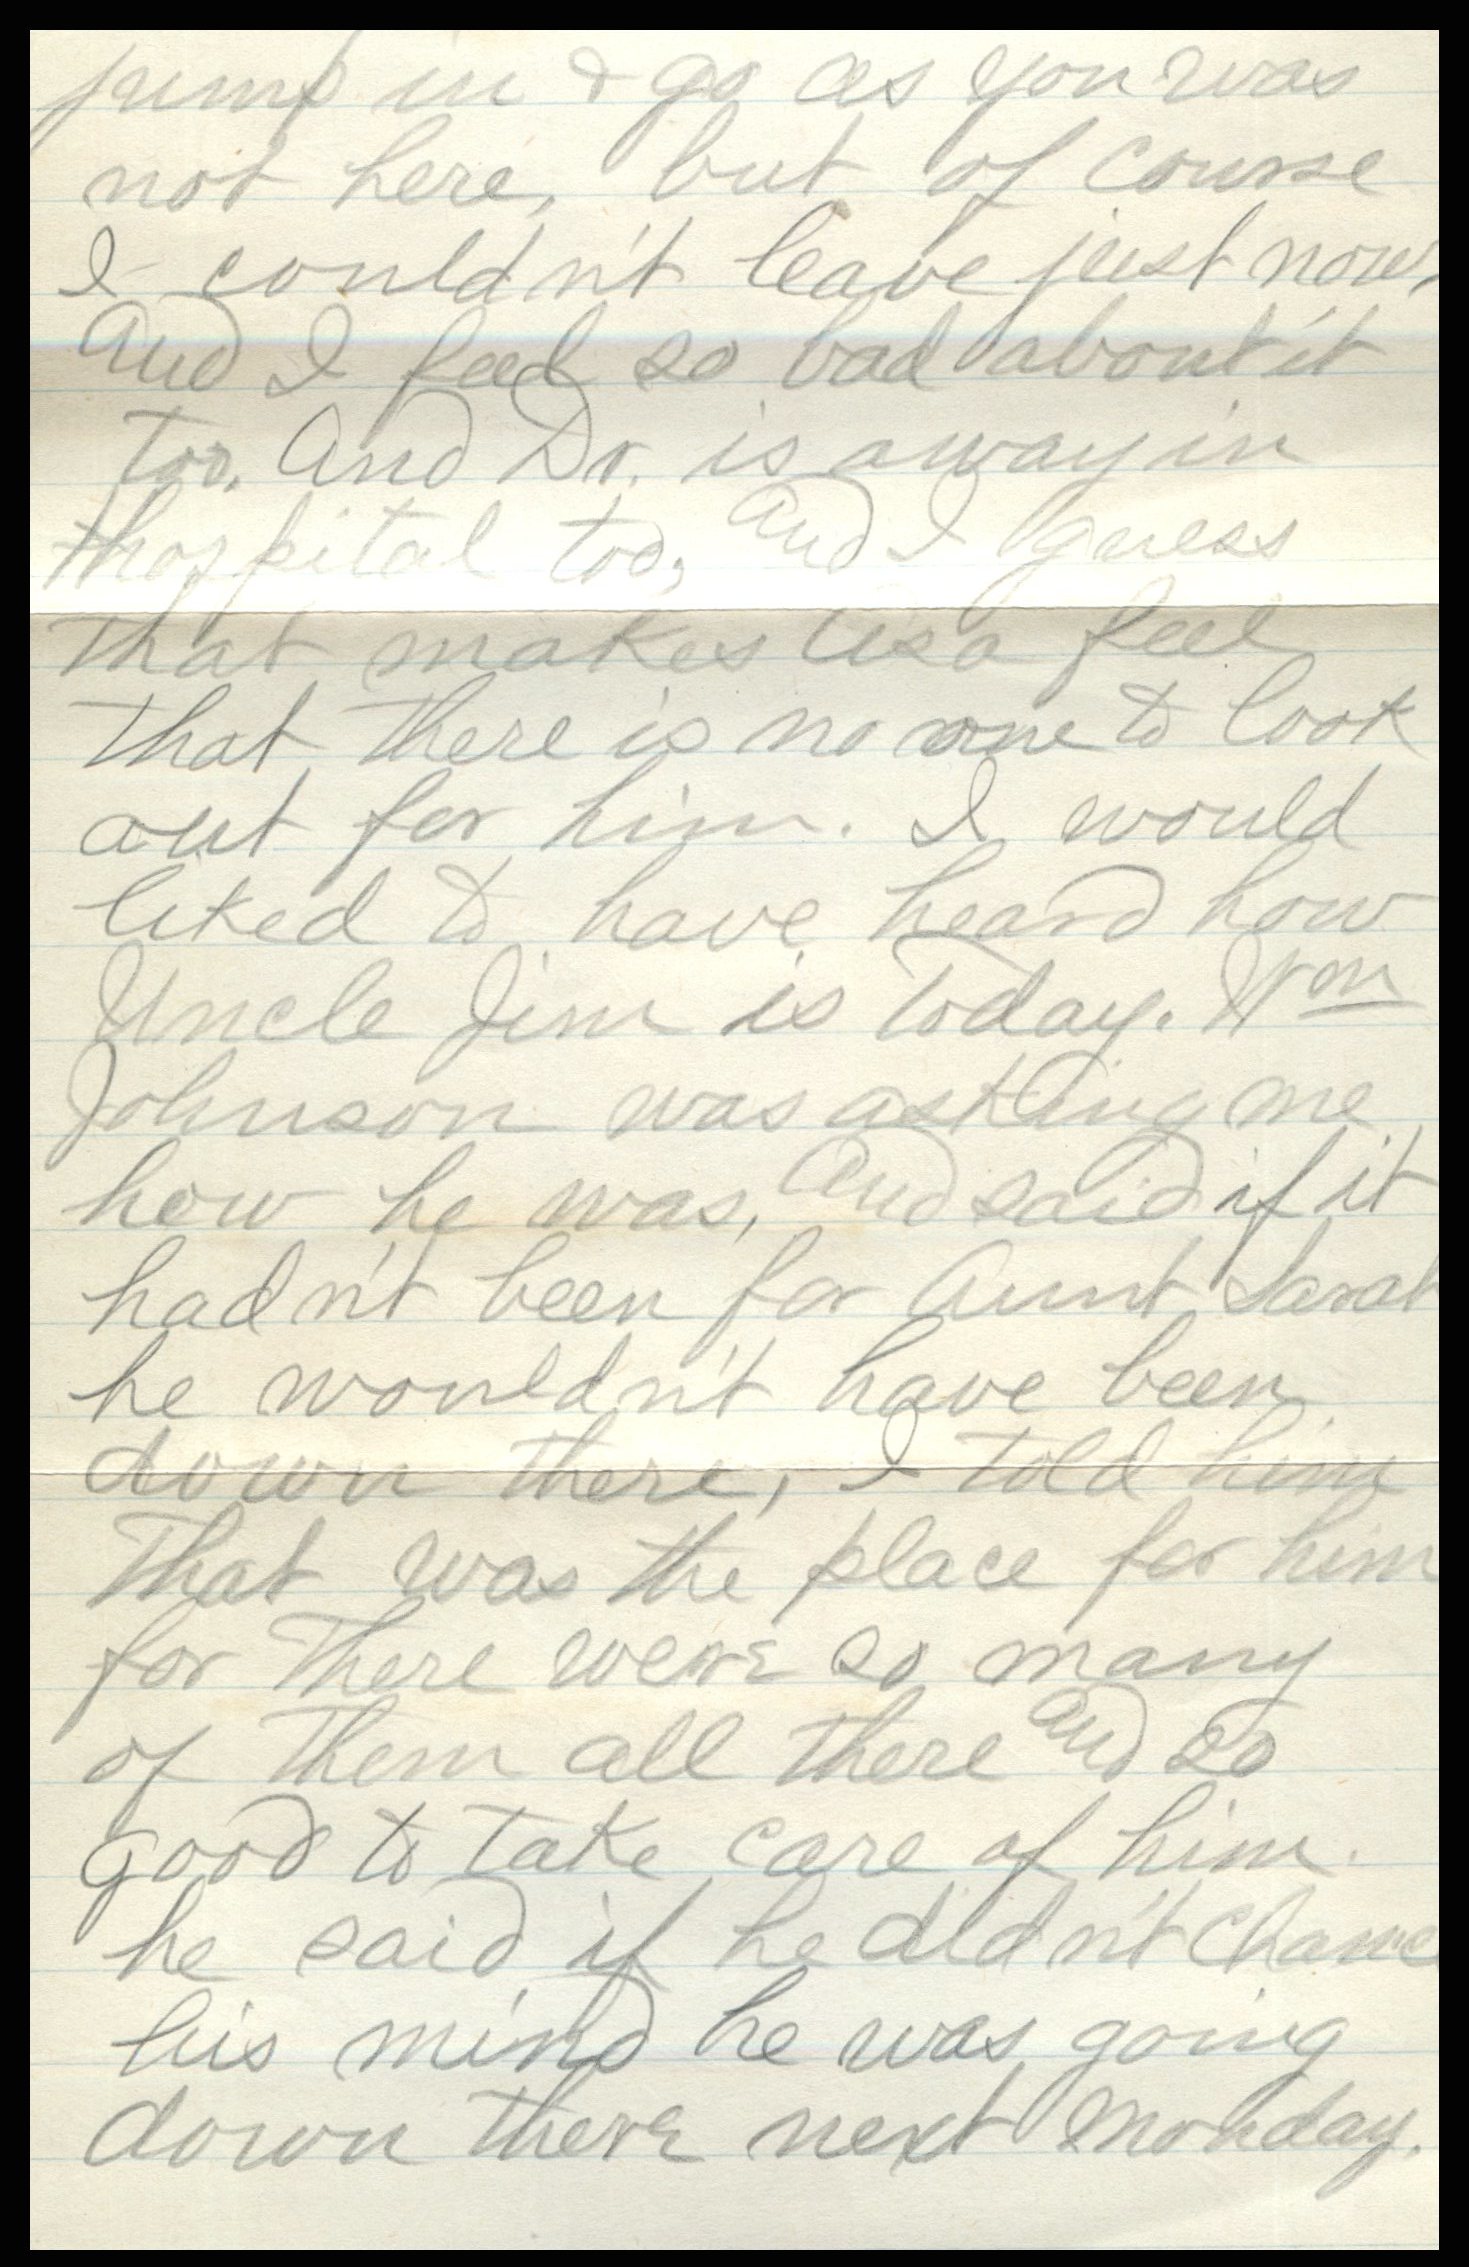 jump in & go as you was
not here, but of course
I couldn't leave just now,
And I feel so bad about it
too. And Dr. is away in
hospital too, and I guess
that makes Asa feel
that there is no one to look
out for him. I would
liked to have heard how
Uncle Jim is today. Wm
Johnson was asking me
how he was, and said if it
hadn't been for Aunt Sarah
he wouldn't have been
down there, I told him
that was the place for him
for there were so many
of them all there and so
good to take care of him.
he said if he didn't
his mind he was going
down there next Monday.